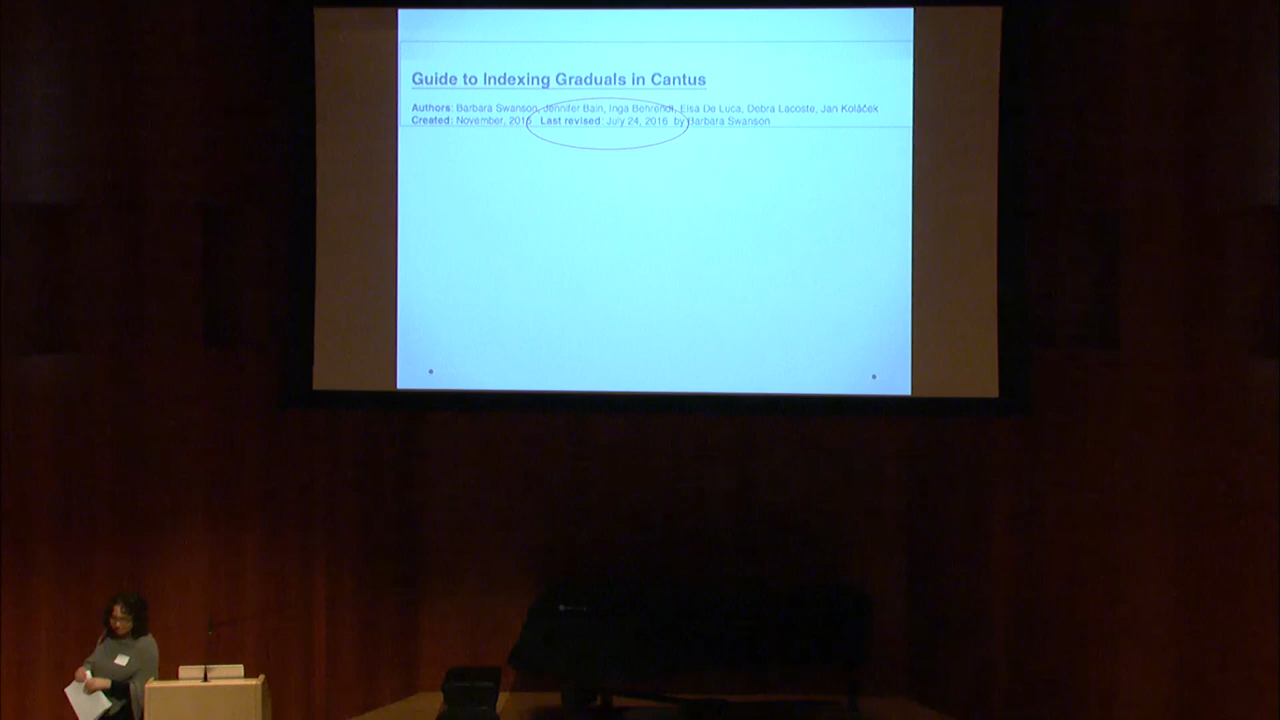 Guide to Indexing Graduals in Cantus
Authors: Barbara Swanson, Jennifer Bain, Inga Behrendt, Elsa De Luca, Debra Lacoste, Jan Koláček
Created: November, 2015 Last revised: July 24, 2016 by Barbara Swanson